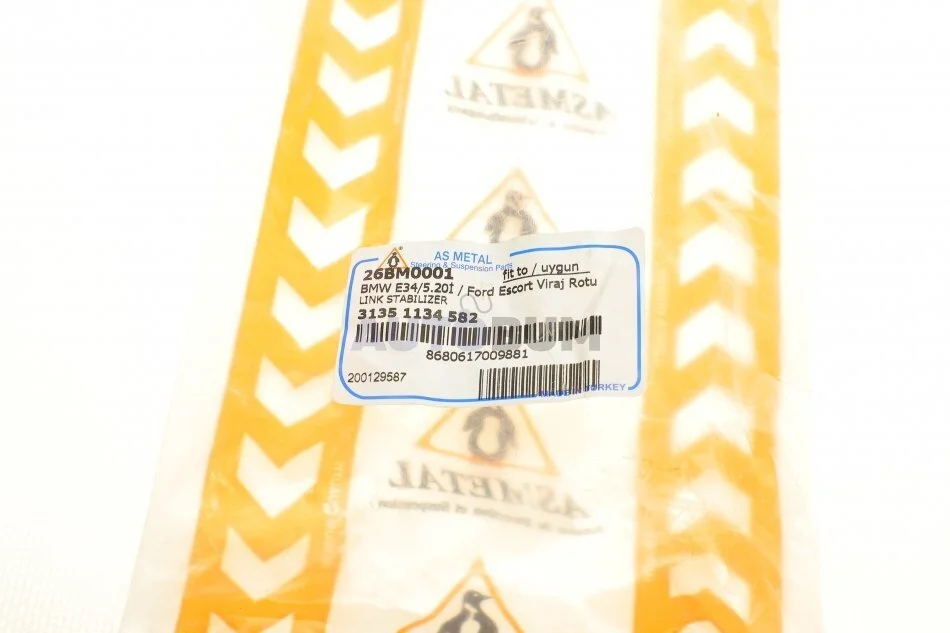 ASMETAL
AS METAL
Steering & Suspension Parts
26BM0001 fit to / uygun
BMW E34/5.20İ / Ford Escort Viraj Rotu
LINK STABILIZER
3135 1134 582
AUTODUM
8680617009881
200129587
MADE IN TURKEY
ASMETAL